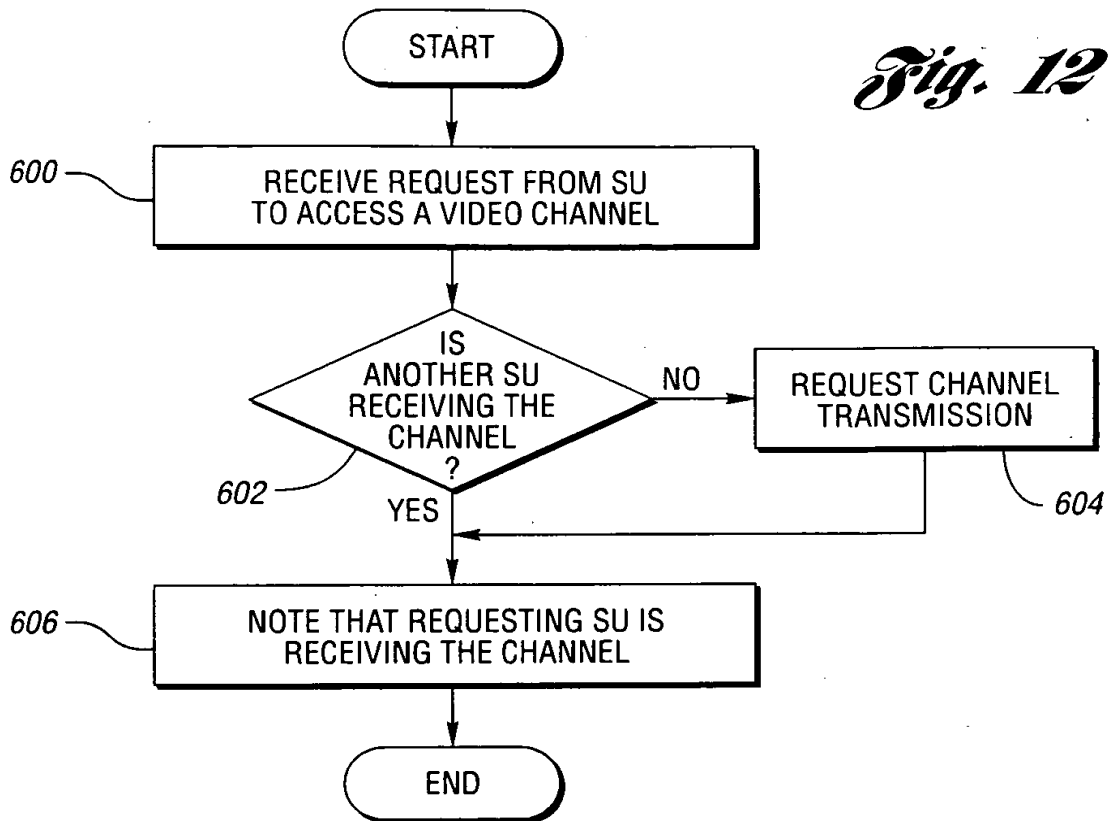 START
Fig. 12
600
RECEIVE REQUEST FROM SU
TO ACCESS A VIDEO CHANNEL
IS
ANOTHER SU
RECEIVING THE
CHANNEL
?
602
NO
REQUEST CHANNEL
TRANSMISSION
604
YES
606
NOTE THAT REQUESTING SU IS
RECEIVING THE CHANNEL
END